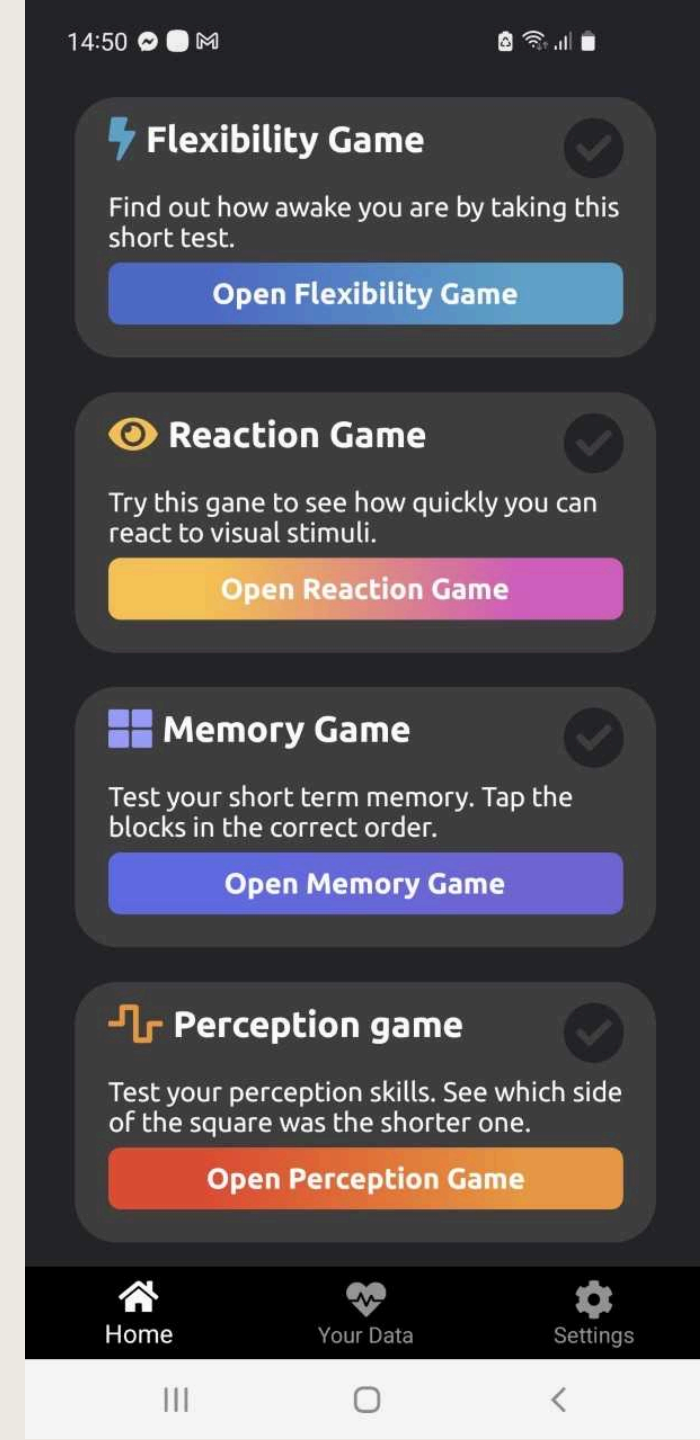 14:50
Flexibility Game
Find out how awake you are by taking this
short test.
Open Flexibility Game
Reaction Game
Try this gane to see how quickly you can
react to visual stimuli.
Open Reaction Game
Memory Game
Test your short term memory. Tap the
blocks in the correct order.
Open Memory Game
Perception game
Test your perception skills. See which side
of the square was the shorter one.
Open Perception Game
Home
Your Data
Settings